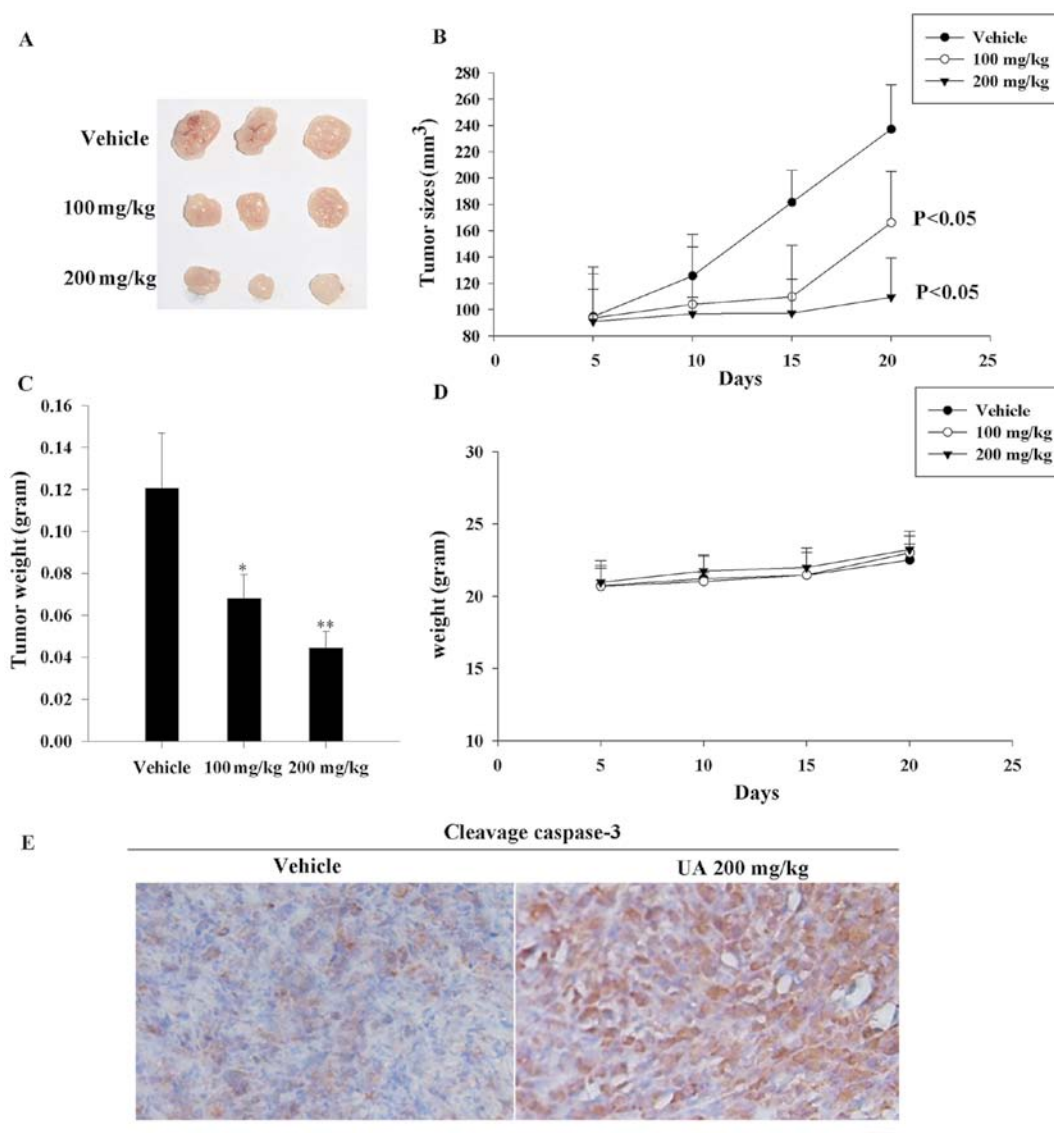 A
Vehicle
100 mg/kg
200 mg/kg
B
Vehicle
100 mg/kg
200 mg/kg
Tumor sizes (mm³)
280
260
240
220
200
180
160
140
120
100
80
P<0.05
P<0.05
0 5 10 15 20 25
Days
C
Tumor weight (gram)
0.16
0.14
0.12
0.10
0.08
0.06
0.04
0.02
0.00
*
**
Vehicle 100 mg/kg 200 mg/kg
D
Vehicle
100 mg/kg
200 mg/kg
weight (gram)
30
25
20
15
10
0 5 10 15 20 25
Days
E
Cleavage caspase-3
Vehicle UA 200 mg/kg